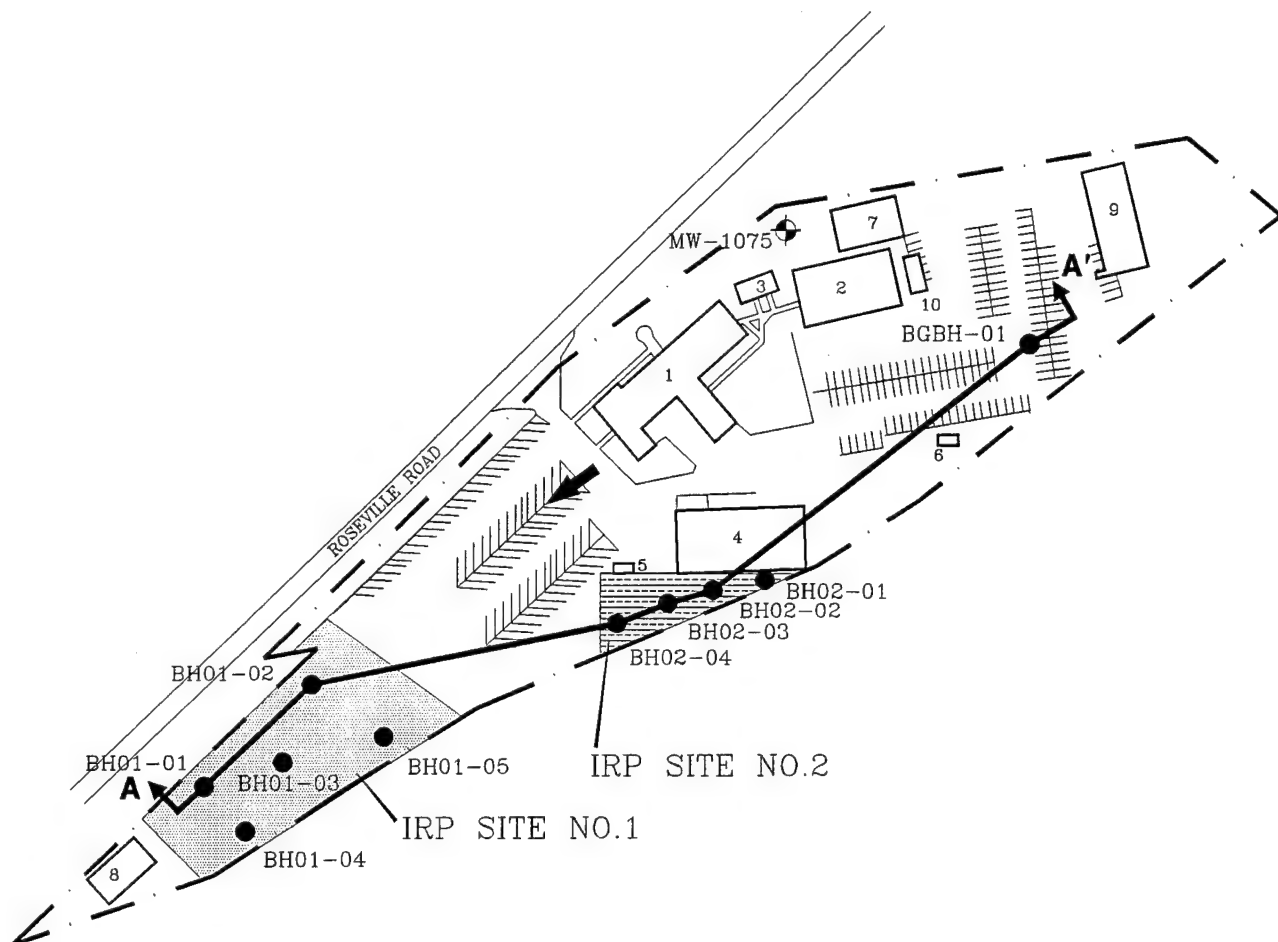 7
9
MW-1075
A'
3
2
10
BGBH-01
1
6
ROSEVILLE ROAD
4
5
BH02-01
BH02-02
BH02-03
BH02-04
BH01-02
IRP SITE NO.2
BH01-01
BH01-05
BH01-03
A
IRP SITE NO.1
BH01-04
8